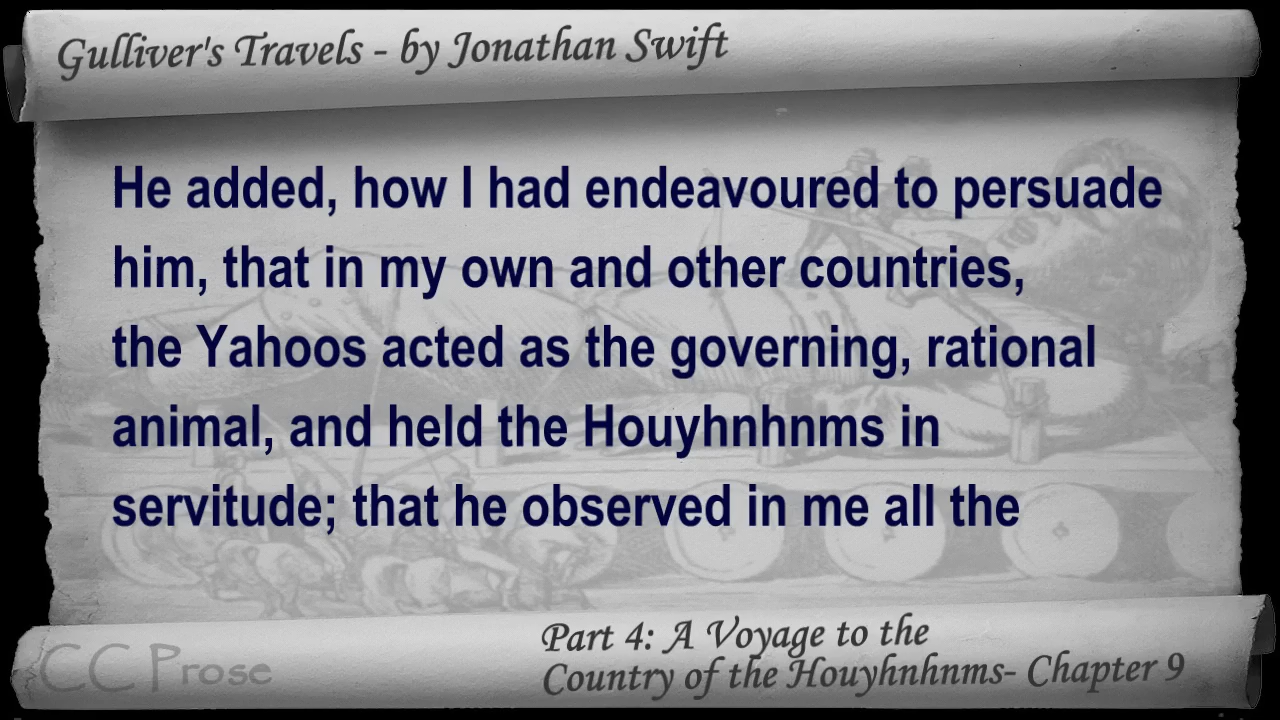 Gulliver's Travels - by Jonathan Swift
He added, how I had endeavoured to persuade
him, that in my own and other countries,
the Yahoos acted as the governing, rational
animal, and held the Houyhnhnms in
servitude; that he observed in me all the
Part 4: A Voyage to the
Country of the Houyhnhnms- Chapter 9
CC Prose